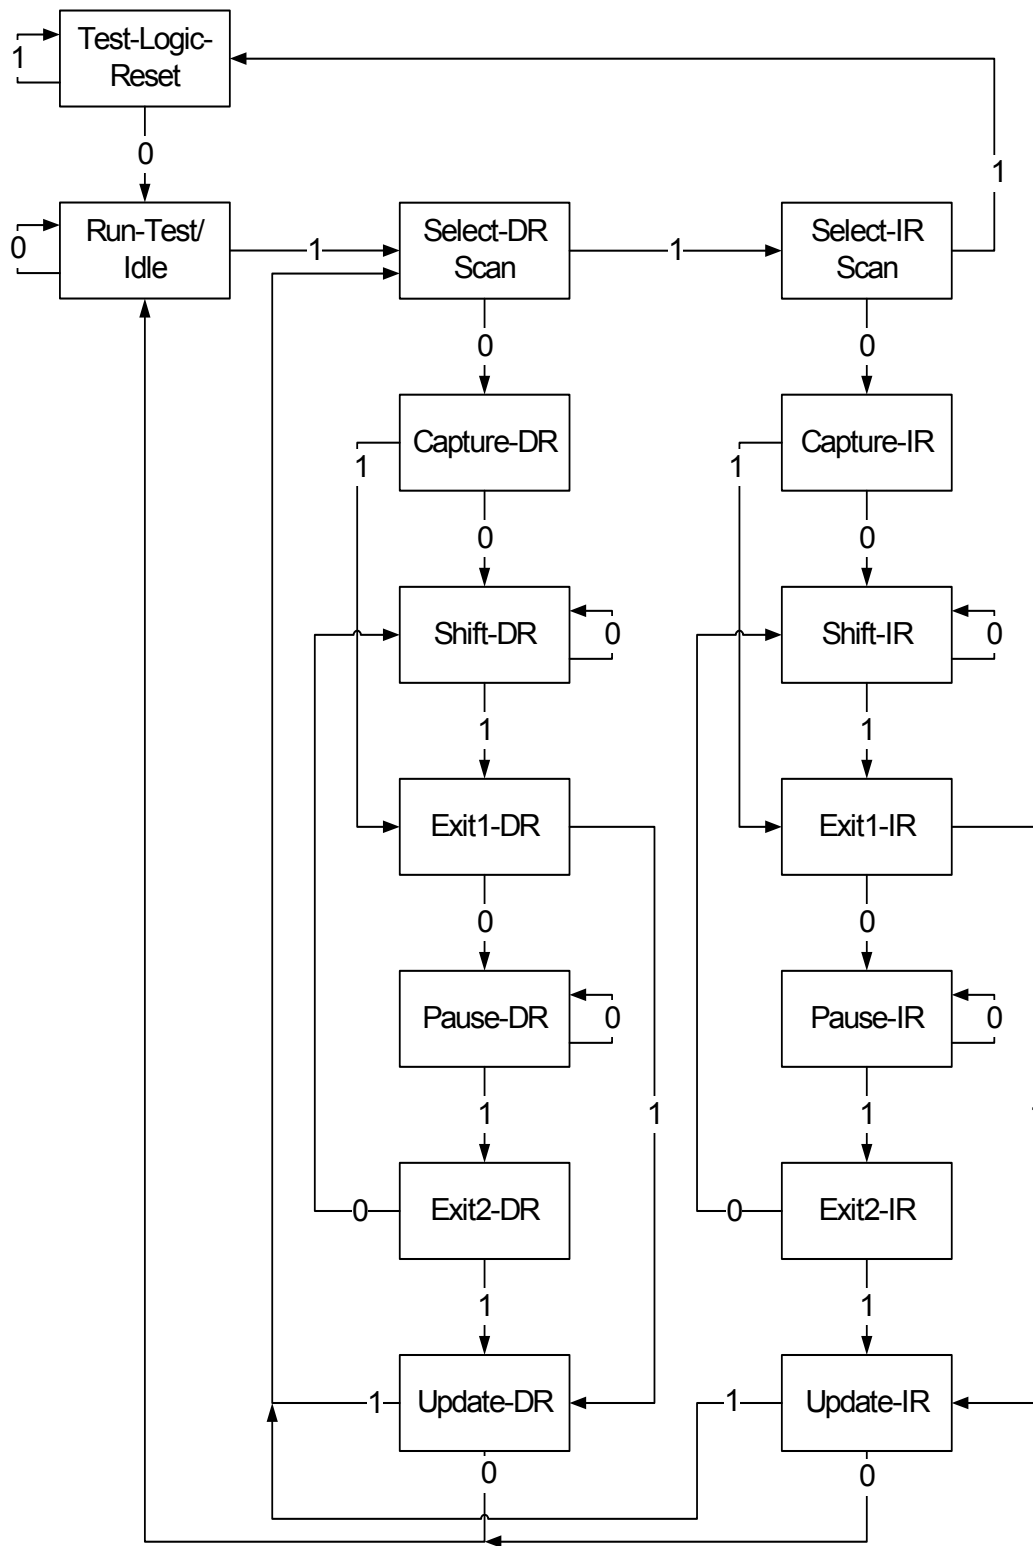 Test-Logic-
Reset
1
0
1
Run-Test/
Idle
0
1
Select-DR
Scan
1
Select-IR
Scan
0
0
Capture-DR
1
Capture-IR
1
0
0
Shift-DR
0
Shift-IR
0
1
1
Exit1-DR
Exit1-IR
0
0
Pause-DR
0
Pause-IR
0
1
1
1
Exit2-DR
0
Exit2-IR
0
1
1
Update-DR
1
Update-IR
1
0
0